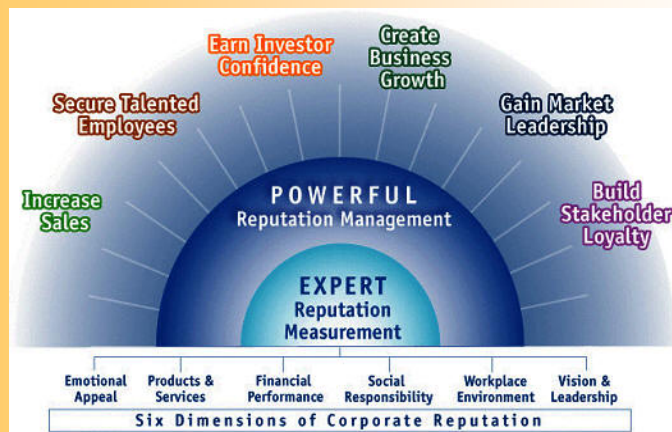 Earn Investor
Confidence
Create
Business
Growth
Secure Talented
Employees
Gain Market
Leadership
Increase
Sales
Build
Stakeholder
Loyalty
POWERFUL
Reputation Management
EXPERT
Reputation
Measurement
Emotional
Appeal
Products &
Services
Financial
Performance
Social
Responsibility
Workplace
Environment
Vision &
Leadership
Six Dimensions of Corporate Reputation